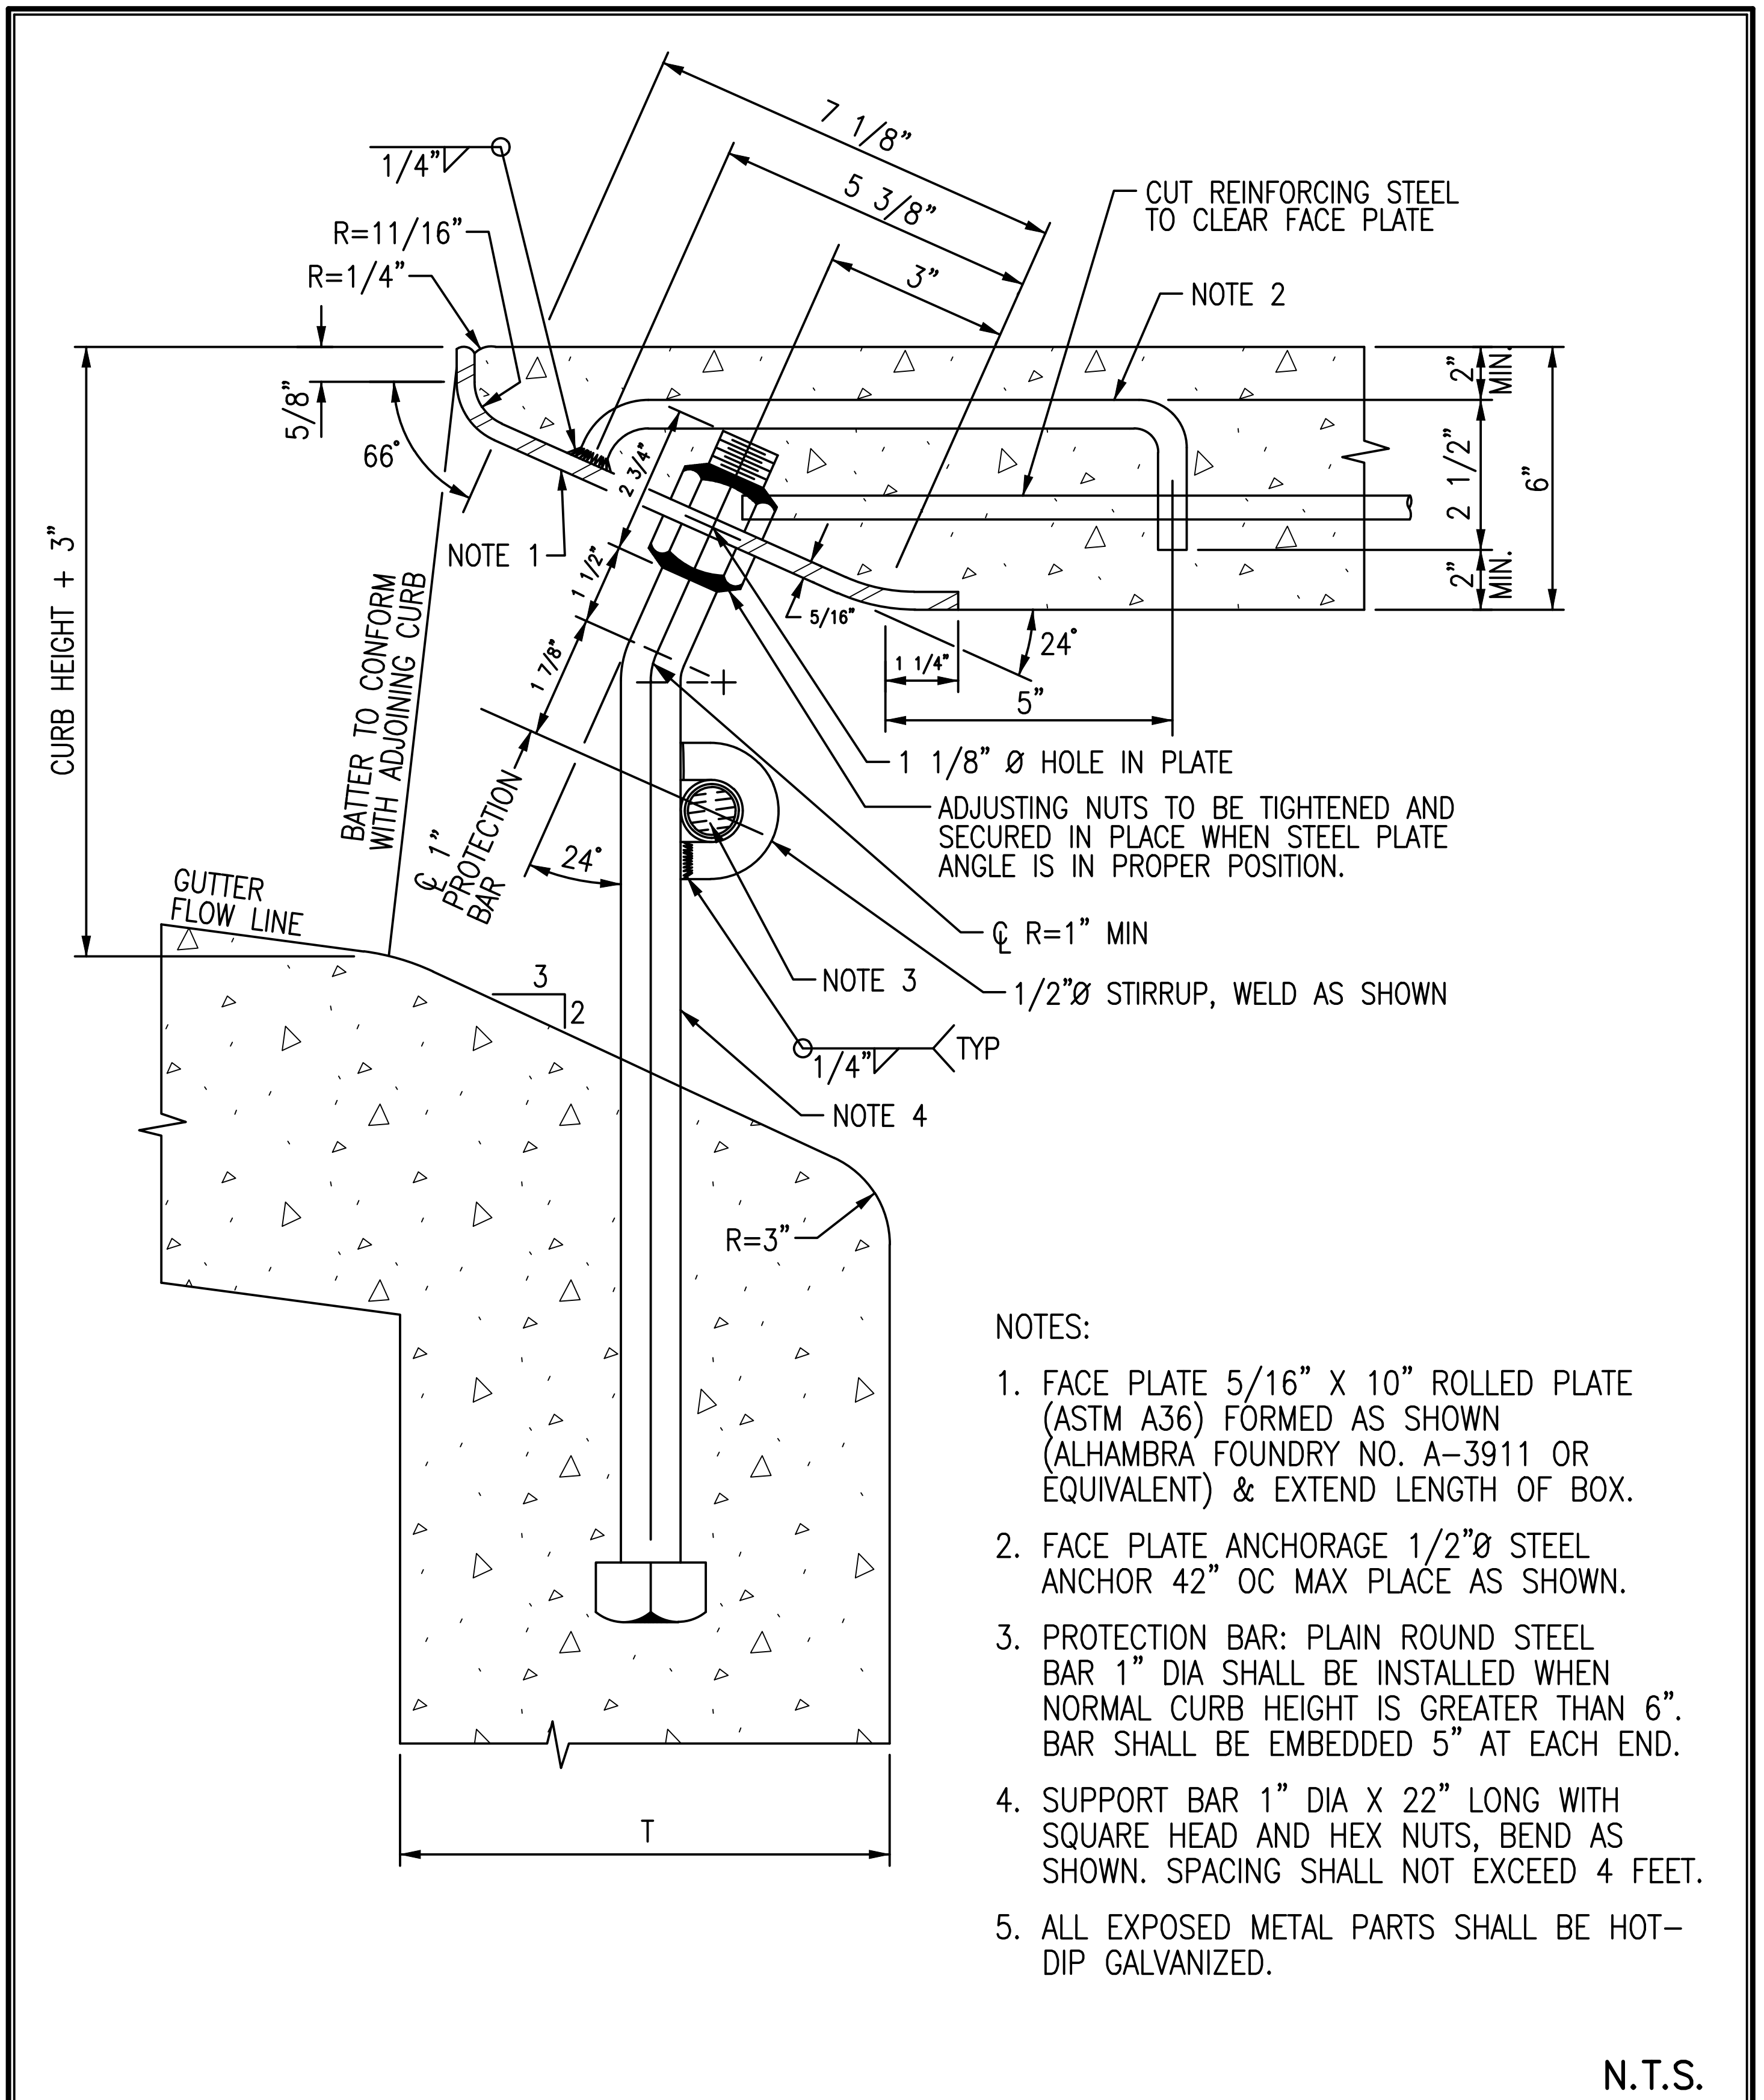 7 1/8”
5 3/8”
3”
1/4”
R=11/16”
R=1/4”
CUT REINFORCING STEEL
TO CLEAR FACE PLATE
NOTE 2
5/8”
66°
2” MIN.
2 1/2”
6”
2” MIN.
2 3/4”
1 1/2”
1 7/8”
NOTE 1
CURB HEIGHT + 3”
BATTER TO CONFORM
WITH ADJOINING CURB
5/16”
24°
1 1/4”
5”
1 1/8” Ø HOLE IN PLATE
ADJUSTING NUTS TO BE TIGHTENED AND
SECURED IN PLACE WHEN STEEL PLATE
ANGLE IS IN PROPER POSITION.
℄ 1”
PROTECTION
BAR
24°
GUTTER
FLOW LINE
℄ R=1” MIN
NOTE 3
1/2”Ø STIRRUP, WELD AS SHOWN
3
2
1/4”
TYP
NOTE 4
R=3”
T
NOTES:
1. FACE PLATE 5/16” X 10” ROLLED PLATE
(ASTM A36) FORMED AS SHOWN
(ALHAMBRA FOUNDRY NO. A-3911 OR
EQUIVALENT) & EXTEND LENGTH OF BOX.
2. FACE PLATE ANCHORAGE 1/2”Ø STEEL
ANCHOR 42” OC MAX PLACE AS SHOWN.
3. PROTECTION BAR: PLAIN ROUND STEEL
BAR 1” DIA SHALL BE INSTALLED WHEN
NORMAL CURB HEIGHT IS GREATER THAN 6”.
BAR SHALL BE EMBEDDED 5” AT EACH END.
4. SUPPORT BAR 1” DIA X 22” LONG WITH
SQUARE HEAD AND HEX NUTS, BEND AS
SHOWN. SPACING SHALL NOT EXCEED 4 FEET.
5. ALL EXPOSED METAL PARTS SHALL BE HOT-
DIP GALVANIZED.
N.T.S.